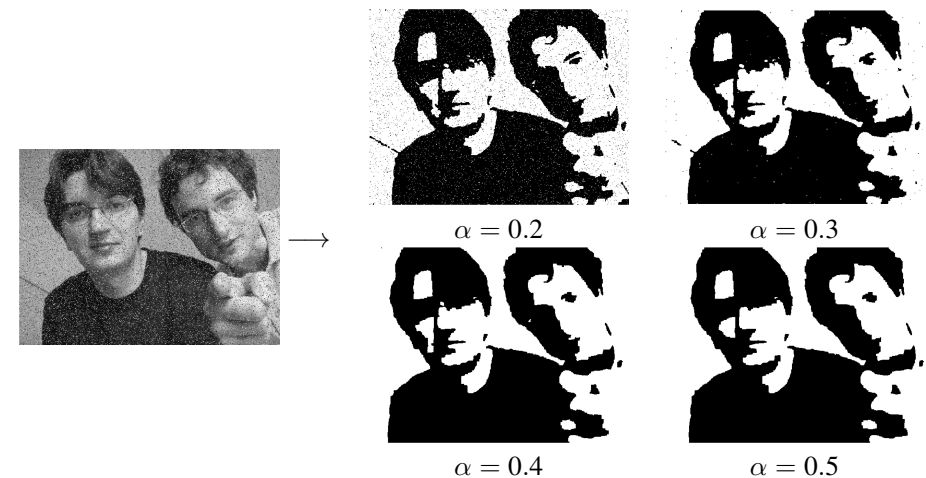 α = 0.2
α = 0.3
α = 0.4
α = 0.5